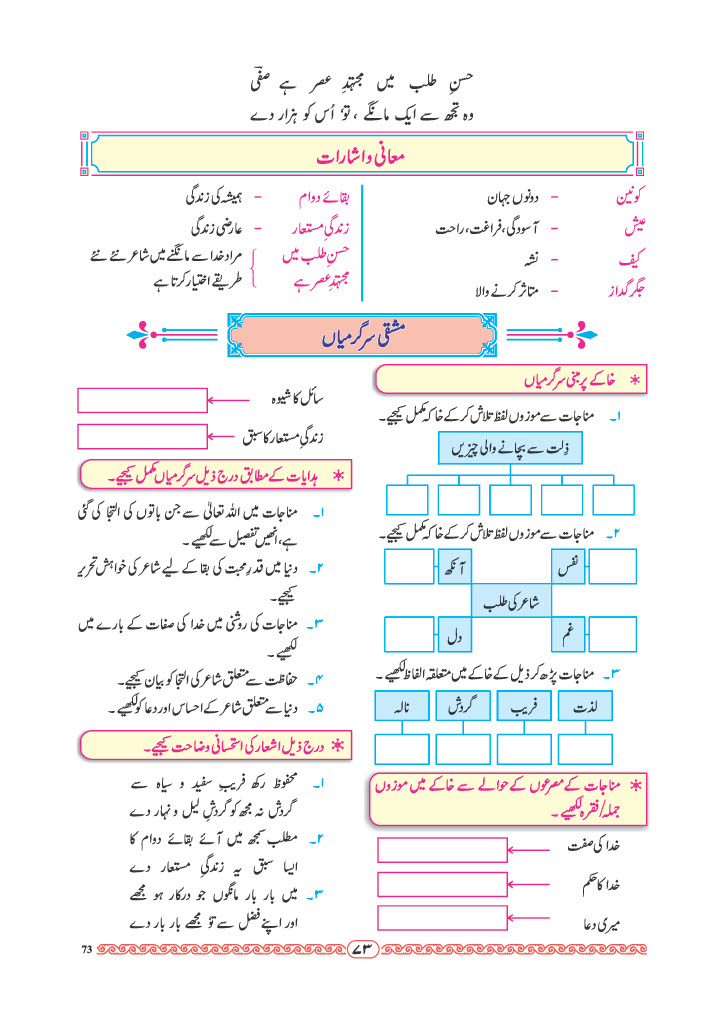 حسنِ طلب میں مجتہدِ عصر ہے صفیؔ
وہ تجھ سے ایک مانگے ، تو‘ اُس کو ہزار دے
معانی و اشارات
کونین - دونوں جہان
عیش - آسودگی، فراغت، راحت
کیف - نشہ
جگر گداز - متاثر کرنے والا
بقائے دوام - ہمیشہ کی زندگی
زندگیِ مستعار - عارضی زندگی
حسنِ طلب میں مراد خدا سے مانگنے میں شاعر نئے نئے
مجتہدِ عصر ہے طریقے اختیار کرتا ہے
مشقی سرگرمیاں
* خاکے پر مبنی سرگرمیاں
۱۔ مناجات سے موزوں لفظ تلاش کر کے خاکہ مکمل کیجیے۔
ذِلت سے بچانے والی چیزیں
۲۔ مناجات سے موزوں لفظ تلاش کر کے خاکہ مکمل کیجیے۔
نفس
آنکھ
شاعر کی طلب
غم
دل
۳۔ مناجات پڑھ کر ذیل کے خاکے میں متعلقہ الفاظ لکھیے ۔
لذت
فریب
گردش
نالہ
* مناجات کے مصرعوں کے حوالے سے خاکے میں موزوں
جملہ/فقرہ لکھیے ۔
خدا کی صفت
خدا کا حکم
میری دعا
سائل کا شیوہ
زندگیِ مستعار کا سبق
* ہدایات کے مطابق درج ذیل سرگرمیاں مکمل کیجیے۔
۱۔ مناجات میں اللہ تعالیٰ سے جن باتوں کی التجا کی گئی
ہے، انھیں تفصیل سے لکھیے ۔
۲۔ دنیا میں قدرِ محبت کی بقا کے لیے شاعر کی خواہش تحریر
کیجیے۔
۳۔ مناجات کی روشنی میں خدا کی صفات کے بارے میں
لکھیے ۔
۴۔ حفاظت سے متعلق شاعر کی التجا کو بیان کیجیے۔
۵۔ دنیا سے متعلق شاعر کے احساس اور دعا کو لکھیے ۔
* درج ذیل اشعار کی استحسانی وضاحت کیجیے۔
۱۔ محفوظ رکھ فریبِ سفید و سیاہ سے
گردش نہ مجھ کو گردشِ لیل و نہار دے
۲۔ مطلب سمجھ میں آئے بقائے دوام کا
ایسا سبق یہ زندگیِ مستعار دے
۳۔ میں بار بار مانگوں جو درکار ہو مجھے
اور اپنے فضل سے توٗ مجھے بار بار دے
۷۳
73